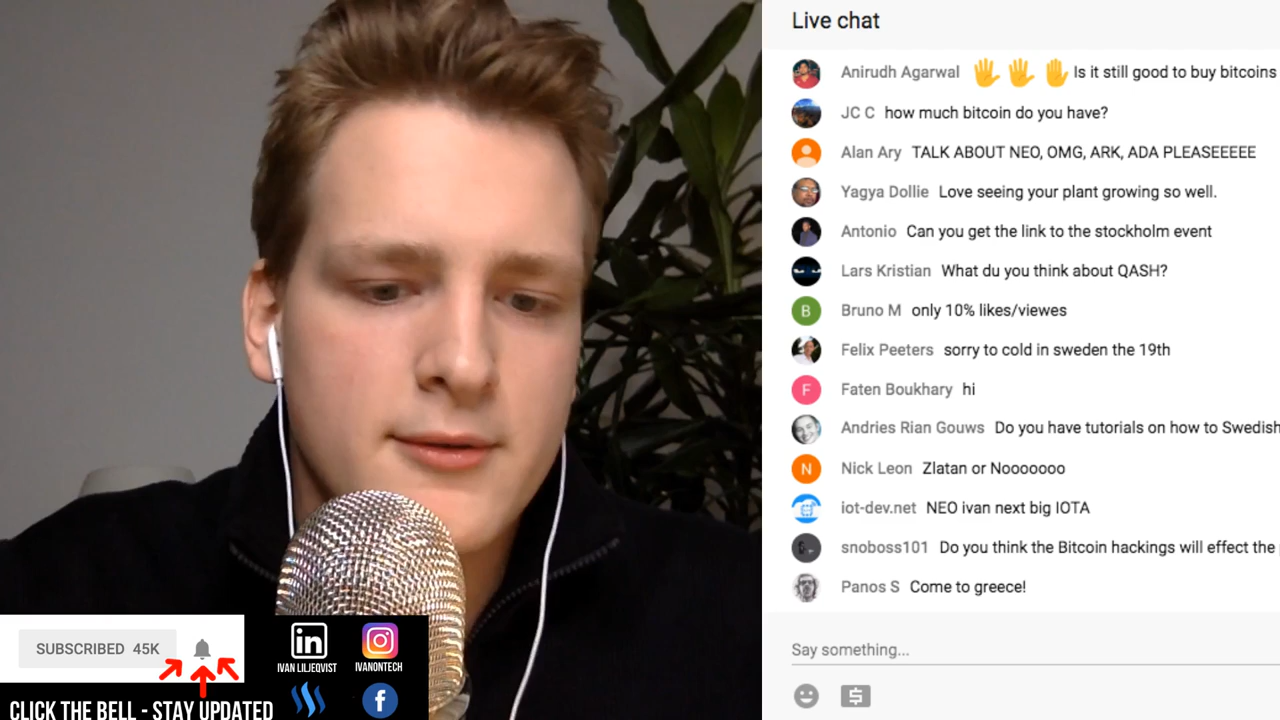 Live chat
Anirudh Agarwal 🖐🖐🖐 Is it still good to buy bitcoins
JC C how much bitcoin do you have?
Alan Ary TALK ABOUT NEO, OMG, ARK, ADA PLEASEEEEE
Yagya Dollie Love seeing your plant growing so well.
Antonio Can you get the link to the stockholm event
Lars Kristian What du you think about QASH?
B Bruno M only 10% likes/viewes
Felix Peeters sorry to cold in sweden the 19th
F Faten Boukhary hi
Andries Rian Gouws Do you have tutorials on how to Swedish
N Nick Leon Zlatan or Nooooooo
iot-dev.net NEO ivan next big IOTA
snoboss101 Do you think the Bitcoin hackings will effect the
Panos S Come to greece!
Say something...
$
SUBSCRIBED 45K
CLICK THE BELL - STAY UPDATED
in
IVAN LILJEQVIST
IVANONTECH
f